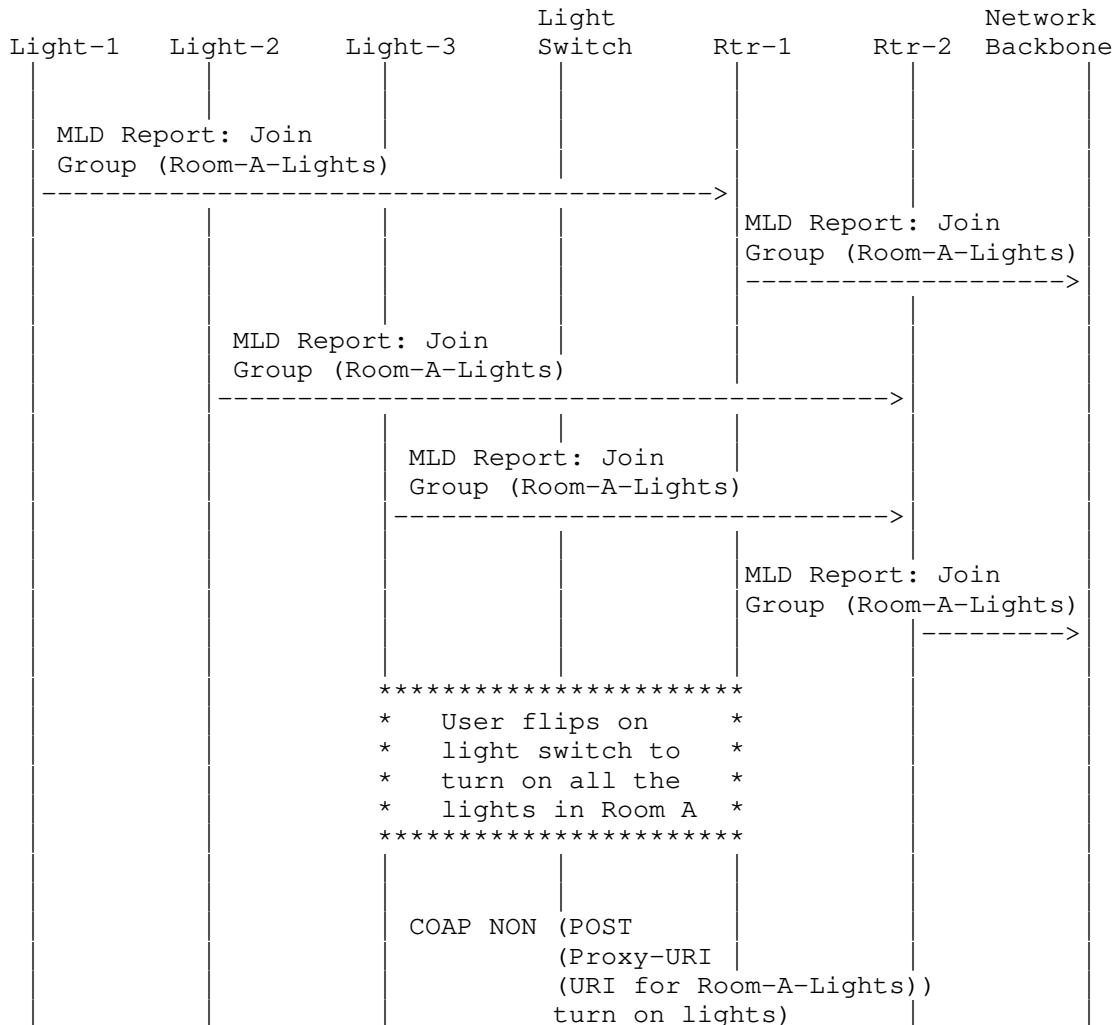 Light Network
Light-1 Light-2 Light-3 Switch Rtr-1 Rtr-2 Backbone
MLD Report: Join
Group (Room-A-Lights)
MLD Report: Join
Group (Room-A-Lights)
MLD Report: Join
Group (Room-A-Lights)
MLD Report: Join
Group (Room-A-Lights)
MLD Report: Join
Group (Room-A-Lights)
***********************
* User flips on *
* light switch to *
* turn on all the *
* lights in Room A *
***********************
COAP NON (POST
(Proxy-URI
(URI for Room-A-Lights))
turn on lights)